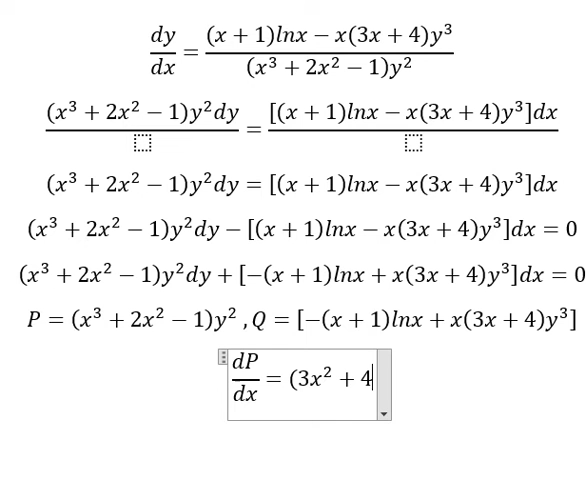 dy/dx = ((x + 1)lnx − x(3x + 4)y³)/((x³ + 2x² − 1)y²)
(x³ + 2x² − 1)y²dy/⬚ = [(x + 1)lnx − x(3x + 4)y³]dx/⬚
(x³ + 2x² − 1)y²dy = [(x + 1)lnx − x(3x + 4)y³]dx
(x³ + 2x² − 1)y²dy − [(x + 1)lnx − x(3x + 4)y³]dx = 0
(x³ + 2x² − 1)y²dy + [−(x + 1)lnx + x(3x + 4)y³]dx = 0
P = (x³ + 2x² − 1)y² , Q = [−(x + 1)lnx + x(3x + 4)y³]
dP/dx = (3x² + 4